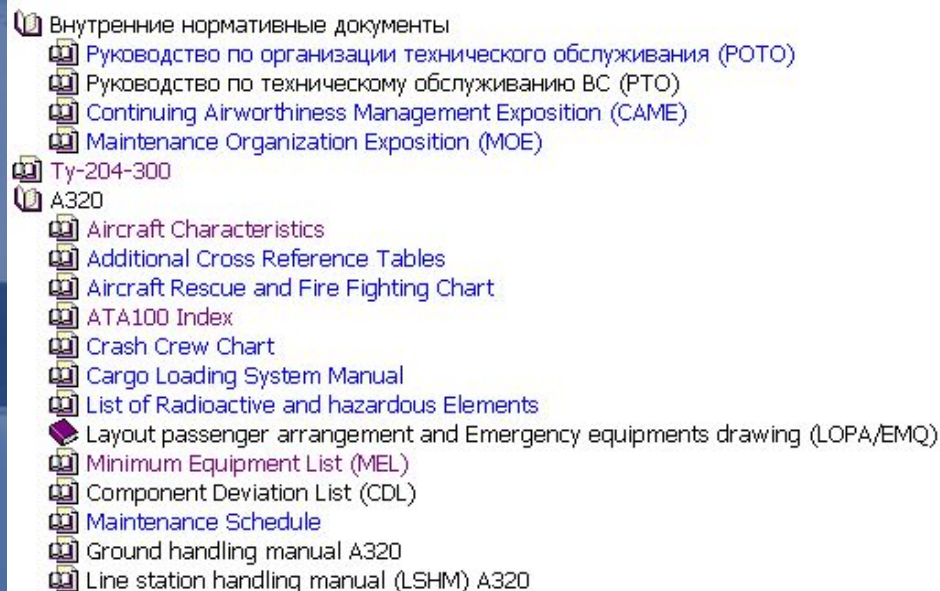 Внутренние нормативные документы
Руководство по организации технического обслуживания (РОТО)
Руководство по техническому обслуживанию ВС (РТО)
Continuing Airworthiness Management Exposition (CAME)
Maintenance Organization Exposition (MOE)
Ту-204-300
A320
Aircraft Characteristics
Additional Cross Reference Tables
Aircraft Rescue and Fire Fighting Chart
ATA100 Index
Crash Crew Chart
Cargo Loading System Manual
List of Radioactive and hazardous Elements
Layout passenger arrangement and Emergency equipments drawing (LOPA/EMQ)
Minimum Equipment List (MEL)
Component Deviation List (CDL)
Maintenance Schedule
Ground handling manual A320
Line station handling manual (LSHM) A320